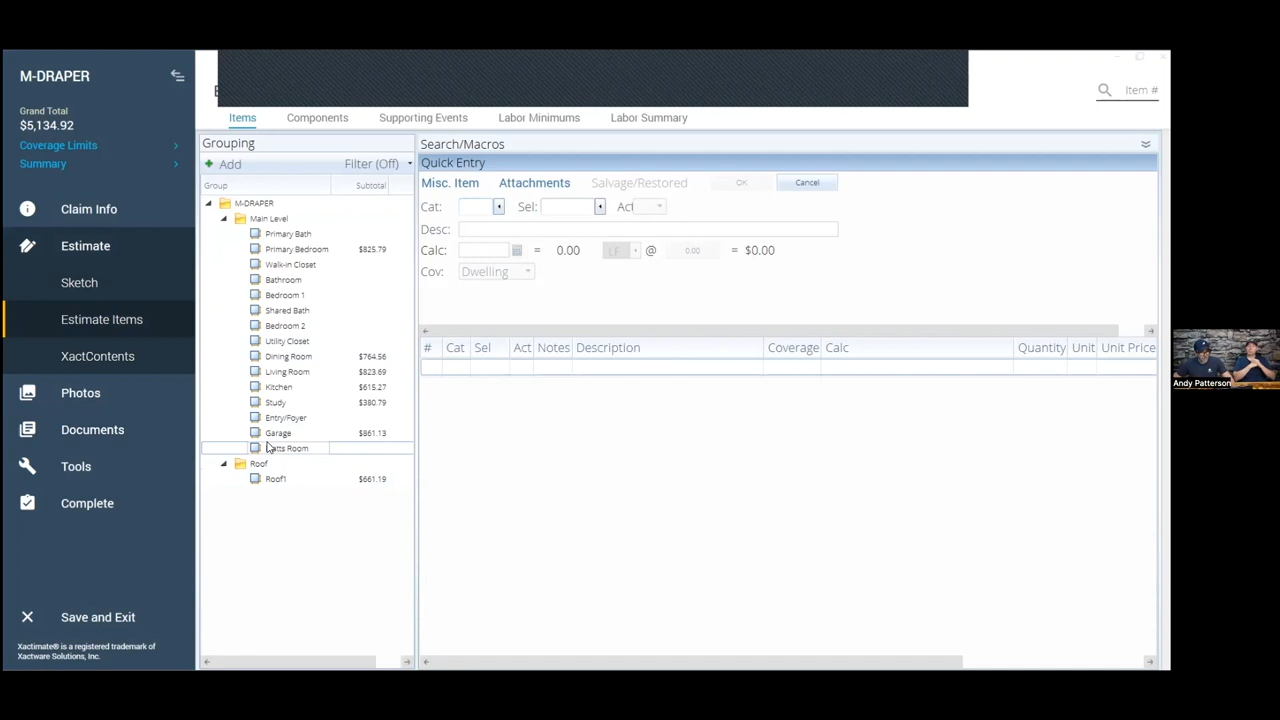 M-DRAPER
Grand Total
$5,134.92
Coverage Limits
Summary
Claim Info
Estimate
Sketch
Estimate Items
XactContents
Photos
Documents
Tools
Complete
Save and Exit
Xactimate® is a registered trademark of
Xactware Solutions, Inc.
Item #
Items Components Supporting Events Labor Minimums Labor Summary
Grouping
Add Filter (Off)
Group Subtotal
M-DRAPER
Main Level
Primary Bath
Primary Bedroom $825.79
Walk-in Closet
Bathroom
Bedroom 1
Shared Bath
Bedroom 2
Utility Closet
Dining Room $764.56
Living Room $823.69
Kitchen $615.27
Study $380.79
Entry/Foyer
Garage $861.13
Room
Roof
Roof1 $661.19
Search/Macros
Quick Entry
Misc. Item Attachments Salvage/Restored OK Cancel
Cat: Sel: Act
Desc:
Calc: = 0.00 LF @ 0.00 = $0.00
Cov: Dwelling
# Cat Sel Act Notes Description Coverage Calc Quantity Unit Unit Price
Andy Patterson